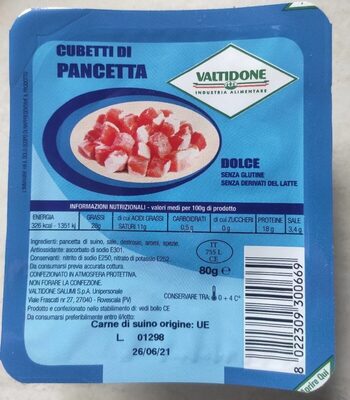 CUBETTI DI
PANCETTA
VALTIDONE
SpA
INDUSTRIA ALIMENTARE
DOLCE
SENZA GLUTINE
SENZA DERIVATI DEL LATTE
INFORMAZIONI NUTRIZIONALI - valori medi per 100g di prodotto
ENERGIA GRASSI di cui ACIDI GRASSI CARBOIDRATI di cui ZUCCHERI PROTEINE SALE
326 kcal - 1351 kj 28g SATURI 11g 0,5 g 0g 18 g 3,4 g
Ingredienti: pancetta di suino, sale, destrosio, aromi, spezie.
Antiossidante: ascorbato di sodio E301.
Conservanti: nitrito di sodio E250, nitrato di potassio E252.
Da consumarsi previa accurata cottura.
CONFEZIONATO IN ATMOSFERA PROTETTIVA.
NON FORARE LA CONFEZIONE.
VALTIDONE SALUMI S.p.A. Unipersonale
Viale Frascati nr 27, 27040 - Rovescala (PV)
Prodotto e confezionato nello stabilimento di: vedi bollo CE
Da consumarsi preferibilmente entro il/lotto:
IT
755 L
CE
80g e
CONSERVARE TRA: 0 + 4 C°
Carne di suino origine: UE
L. 01298
26/06/21
8 022309 300669
Aprire Qui